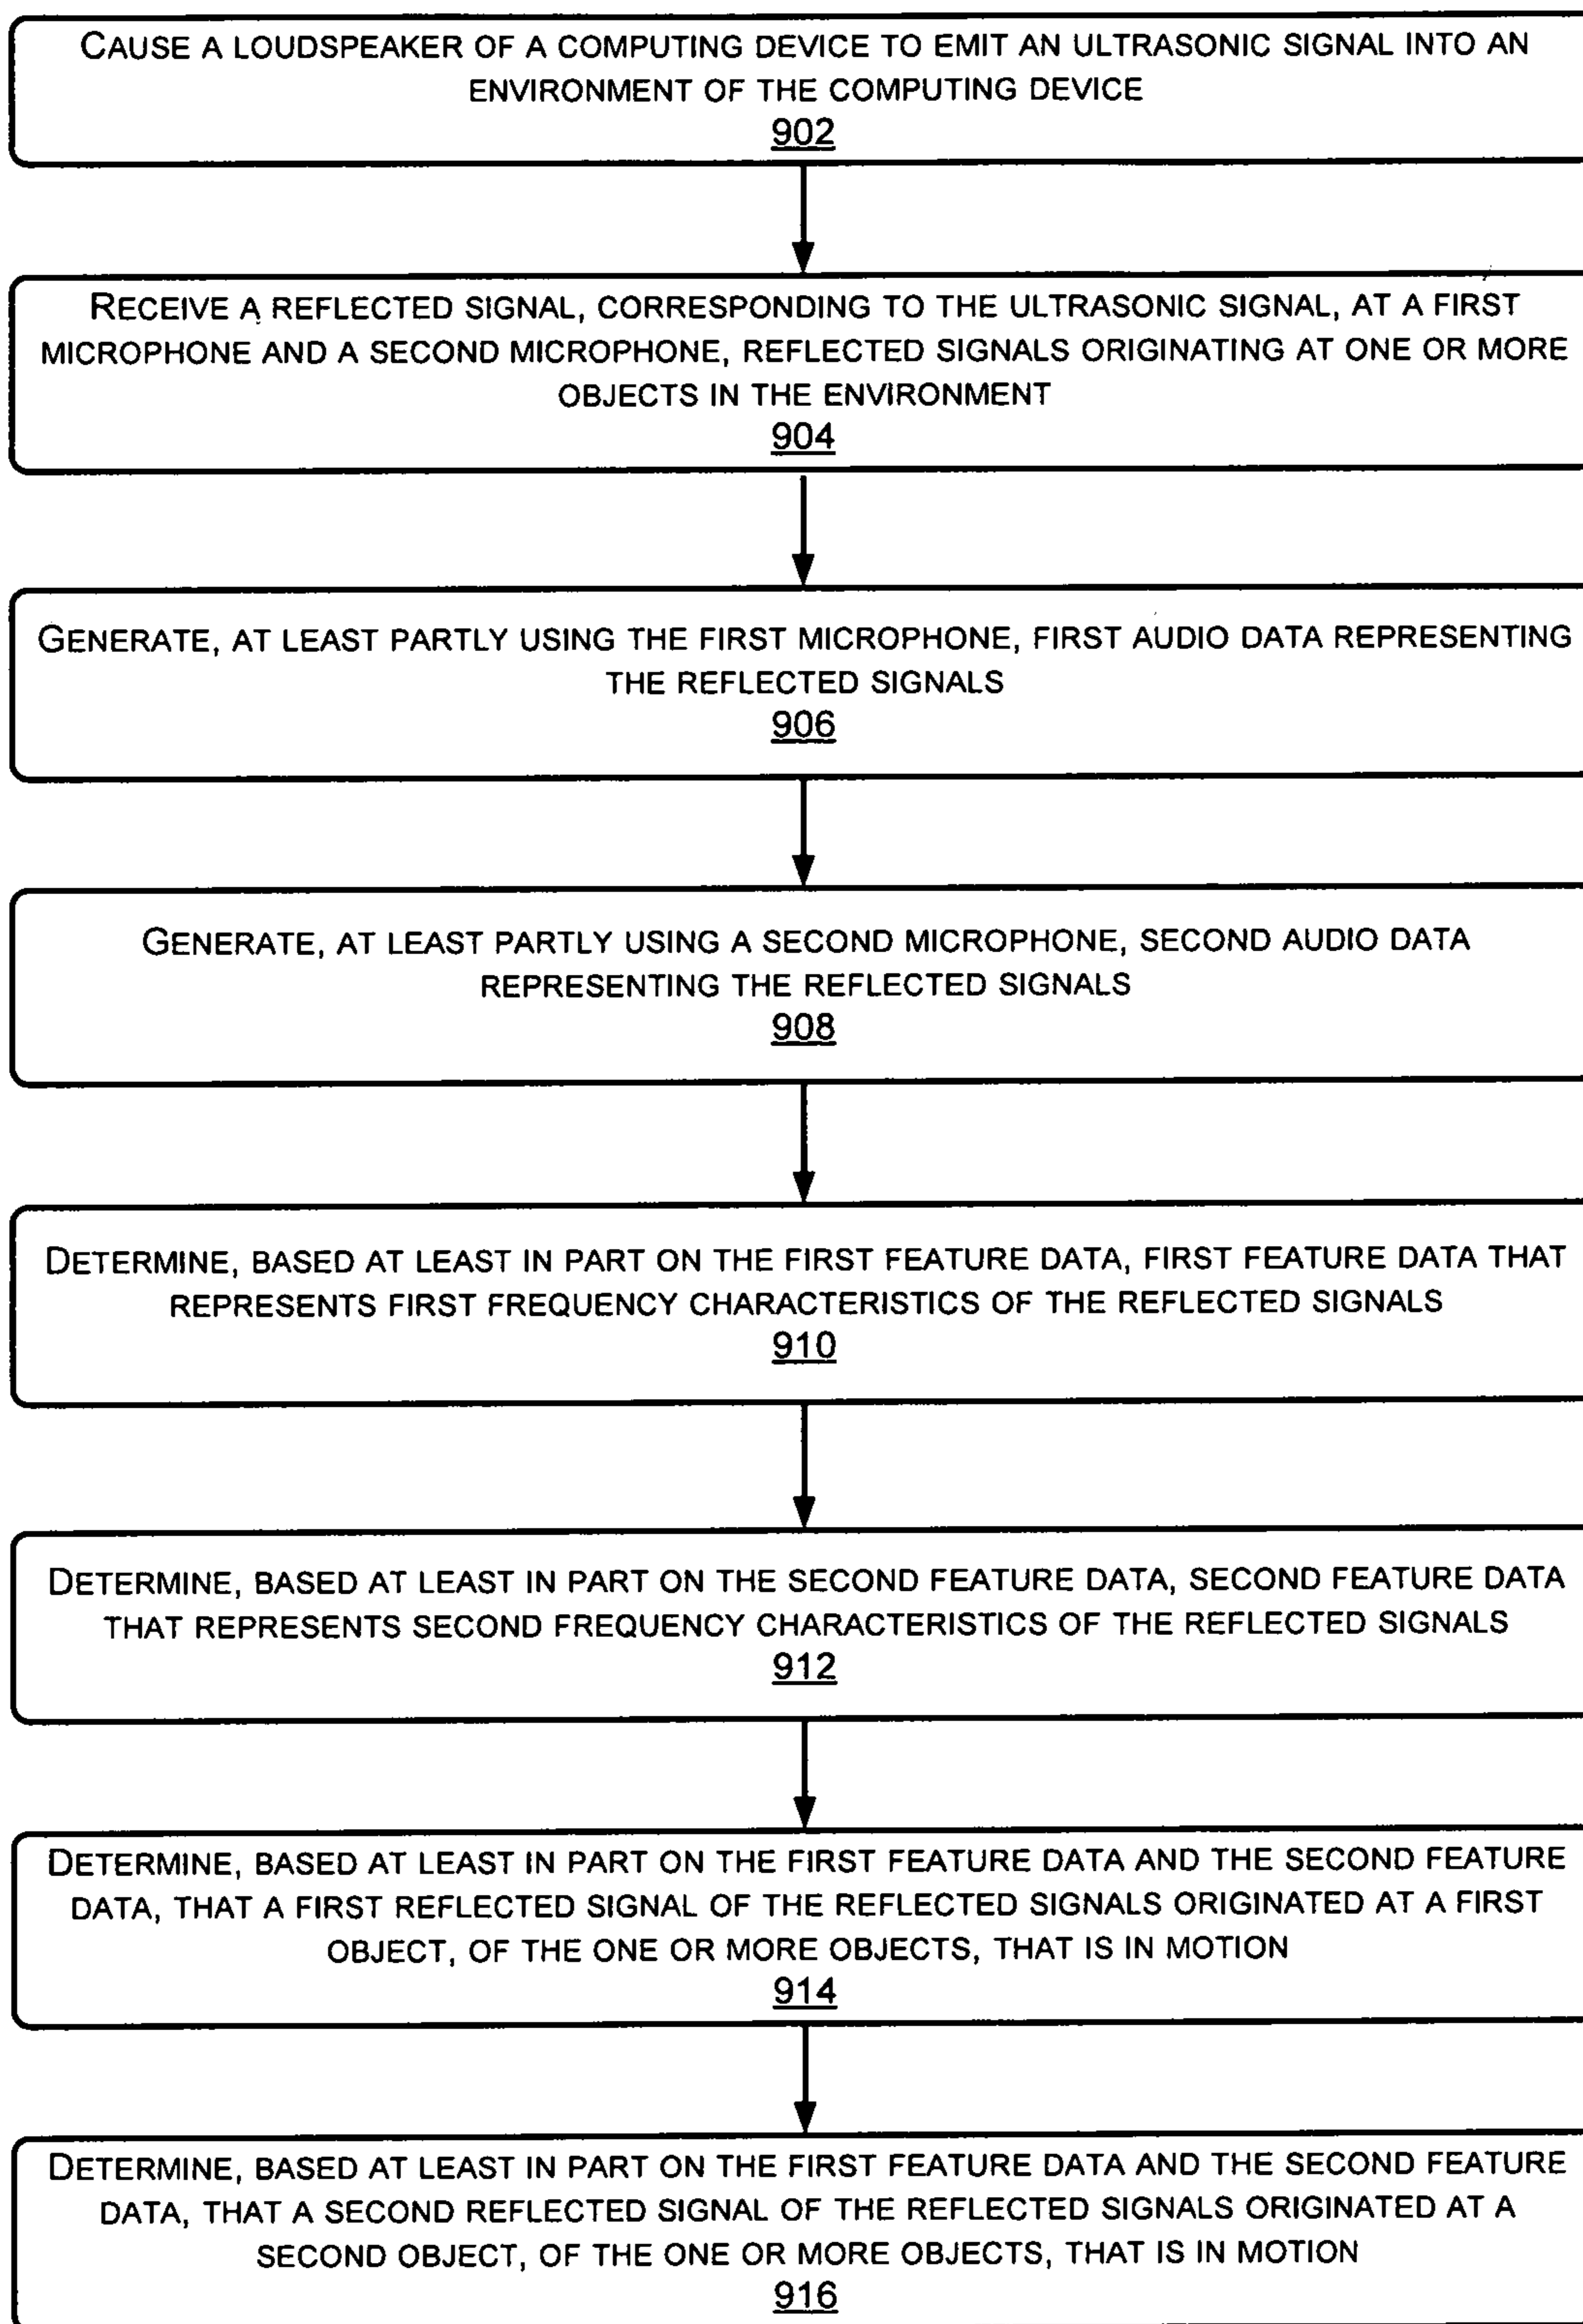 CAUSE A LOUDSPEAKER OF A COMPUTING DEVICE TO EMIT AN ULTRASONIC SIGNAL INTO AN
ENVIRONMENT OF THE COMPUTING DEVICE
902
RECEIVE A REFLECTED SIGNAL, CORRESPONDING TO THE ULTRASONIC SIGNAL, AT A FIRST
MICROPHONE AND A SECOND MICROPHONE, REFLECTED SIGNALS ORIGINATING AT ONE OR MORE
OBJECTS IN THE ENVIRONMENT
904
GENERATE, AT LEAST PARTLY USING THE FIRST MICROPHONE, FIRST AUDIO DATA REPRESENTING
THE REFLECTED SIGNALS
906
GENERATE, AT LEAST PARTLY USING A SECOND MICROPHONE, SECOND AUDIO DATA
REPRESENTING THE REFLECTED SIGNALS
908
DETERMINE, BASED AT LEAST IN PART ON THE FIRST FEATURE DATA, FIRST FEATURE DATA THAT
REPRESENTS FIRST FREQUENCY CHARACTERISTICS OF THE REFLECTED SIGNALS
910
DETERMINE, BASED AT LEAST IN PART ON THE SECOND FEATURE DATA, SECOND FEATURE DATA
THAT REPRESENTS SECOND FREQUENCY CHARACTERISTICS OF THE REFLECTED SIGNALS
912
DETERMINE, BASED AT LEAST IN PART ON THE FIRST FEATURE DATA AND THE SECOND FEATURE
DATA, THAT A FIRST REFLECTED SIGNAL OF THE REFLECTED SIGNALS ORIGINATED AT A FIRST
OBJECT, OF THE ONE OR MORE OBJECTS, THAT IS IN MOTION
914
DETERMINE, BASED AT LEAST IN PART ON THE FIRST FEATURE DATA AND THE SECOND FEATURE
DATA, THAT A SECOND REFLECTED SIGNAL OF THE REFLECTED SIGNALS ORIGINATED AT A
SECOND OBJECT, OF THE ONE OR MORE OBJECTS, THAT IS IN MOTION
916